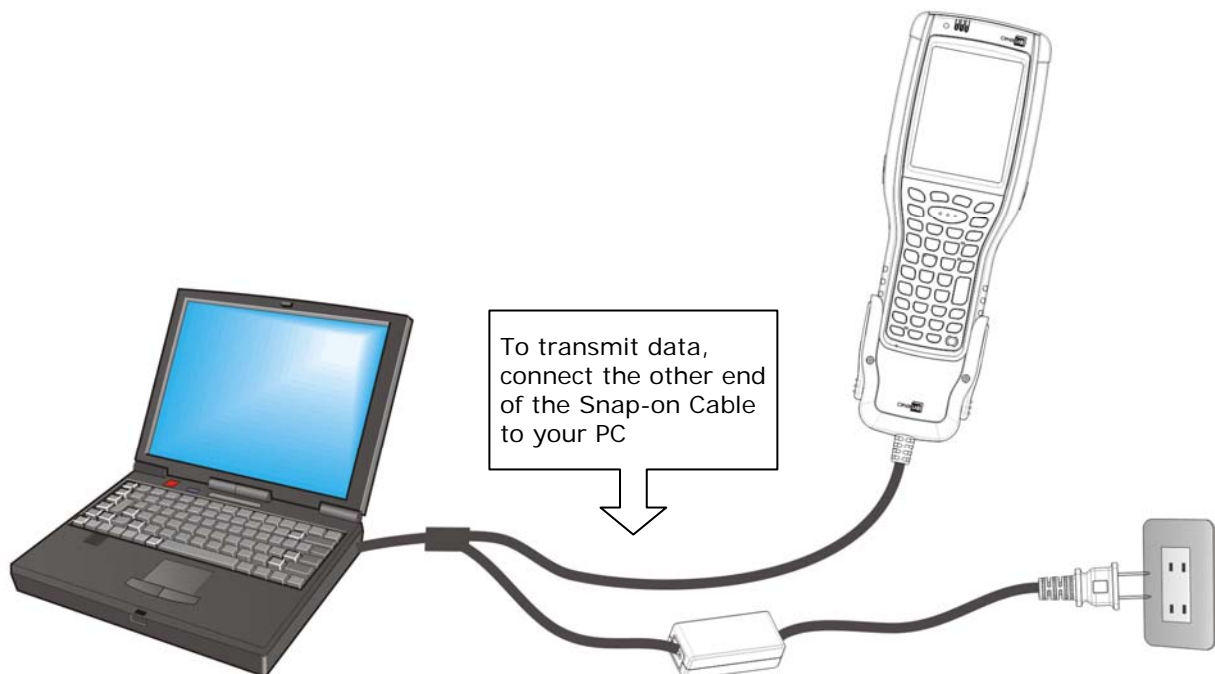 To transmit data,
connect the other end
of the Snap-on Cable
to your PC